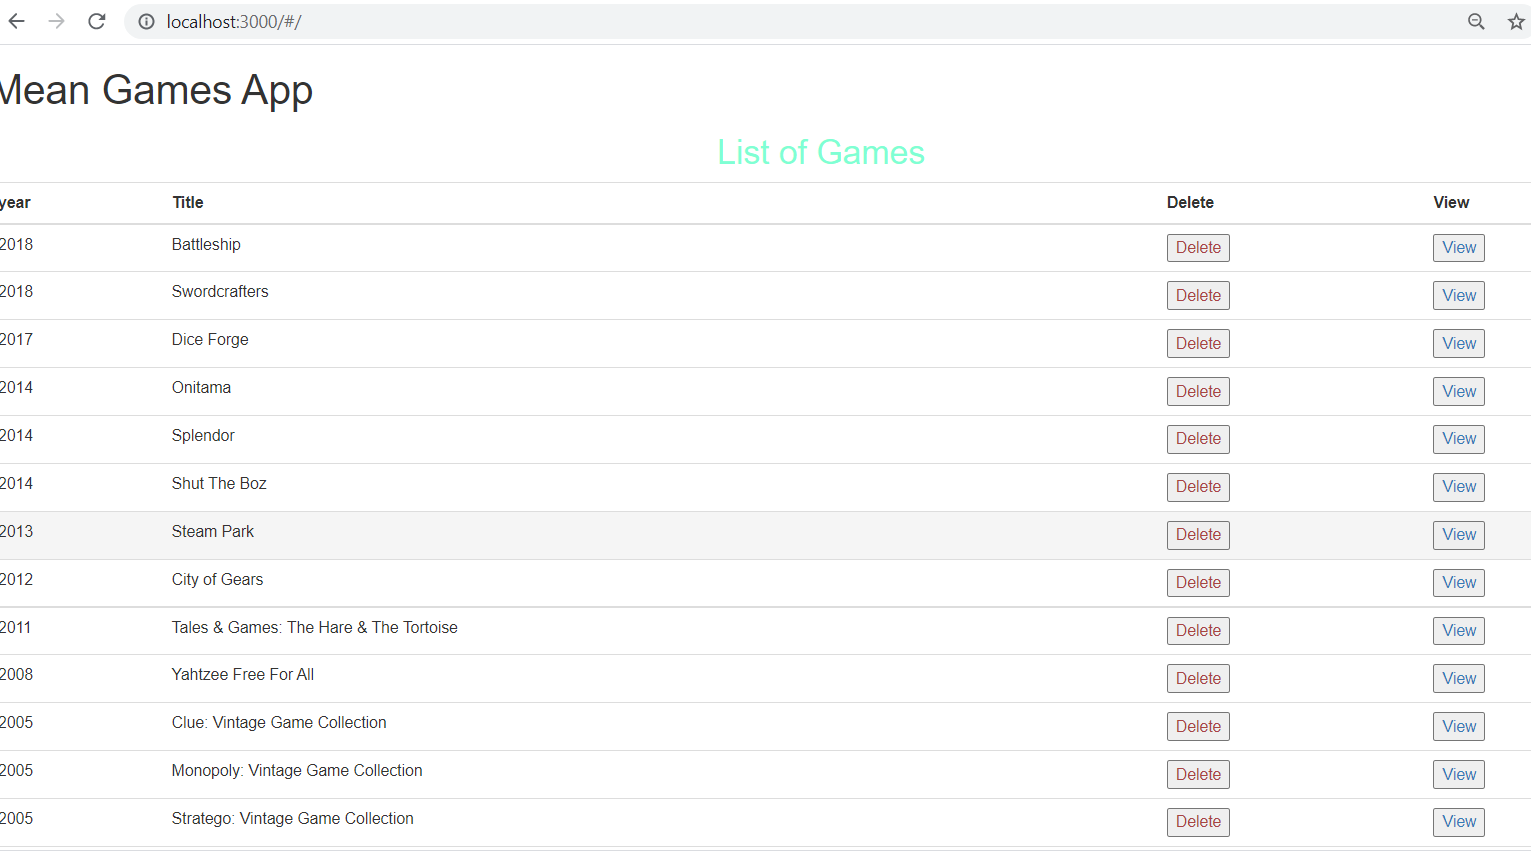 localhost:3000/#/
Mean Games App
List of Games
year Title Delete View
2018 Battleship Delete View
2018 Swordcrafters Delete View
2017 Dice Forge Delete View
2014 Onitama Delete View
2014 Splendor Delete View
2014 Shut The Boz Delete View
2013 Steam Park Delete View
2012 City of Gears Delete View
2011 Tales & Games: The Hare & The Tortoise Delete View
2008 Yahtzee Free For All Delete View
2005 Clue: Vintage Game Collection Delete View
2005 Monopoly: Vintage Game Collection Delete View
2005 Stratego: Vintage Game Collection Delete View